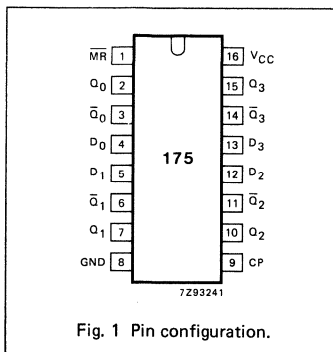 M̅R̅ 1 16 VCC
Q0 2 15 Q3
Q̅0 3 14 Q̅3
D0 4 13 D3
175
D1 5 12 D2
Q̅1 6 11 Q̅2
Q1 7 10 Q2
GND 8 9 CP
7Z93241
Fig. 1 Pin configuration.